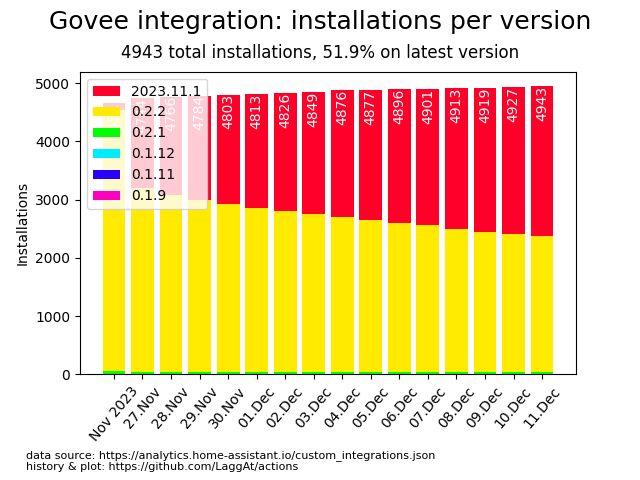 Govee integration: installations per version
4943 total installations, 51.9% on latest version
Installations
5000
4000
3000
2000
1000
0
2023.11.1
0.2.2
0.2.1
0.1.12
0.1.11
0.1.9
4766
4784
4803
4813
4826
4849
4876
4877
4896
4901
4913
4919
4927
4943
Nov 2023
27.Nov
28.Nov
29.Nov
30.Nov
01.Dec
02.Dec
03.Dec
04.Dec
05.Dec
06.Dec
07.Dec
08.Dec
09.Dec
10.Dec
11.Dec
data source: https://analytics.home-assistant.io/custom_integrations.json
history & plot: https://github.com/LaggAt/actions